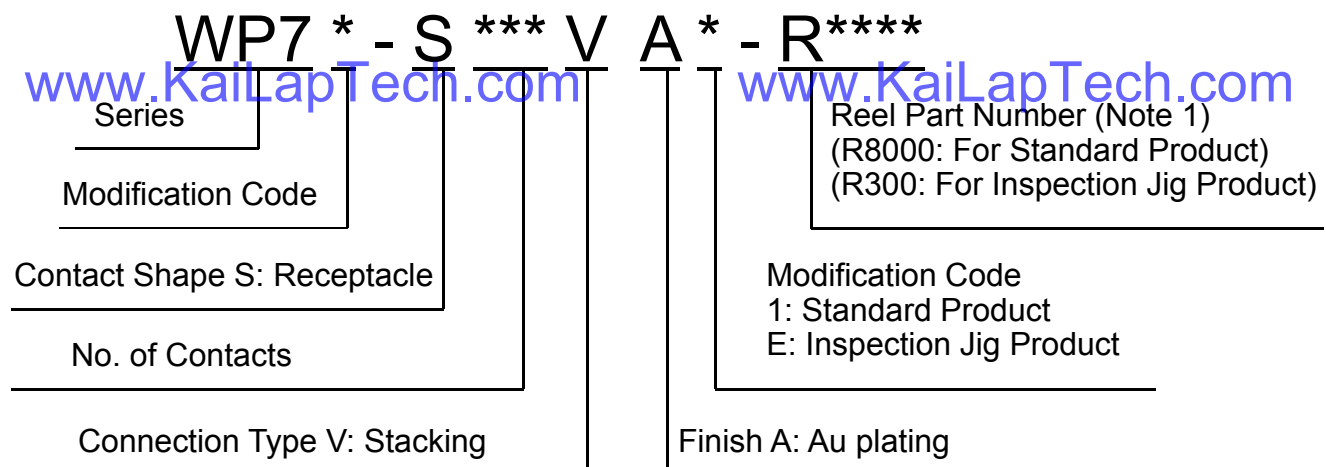 WP7 * - S *** V A * - R****
www.KaiLapTech.com www.KaiLapTech.com
Series
Reel Part Number (Note 1)
(R8000: For Standard Product)
(R300: For Inspection Jig Product)
Modification Code
Contact Shape S: Receptacle
Modification Code
1: Standard Product
E: Inspection Jig Product
No. of Contacts
Connection Type V: Stacking
Finish A: Au plating